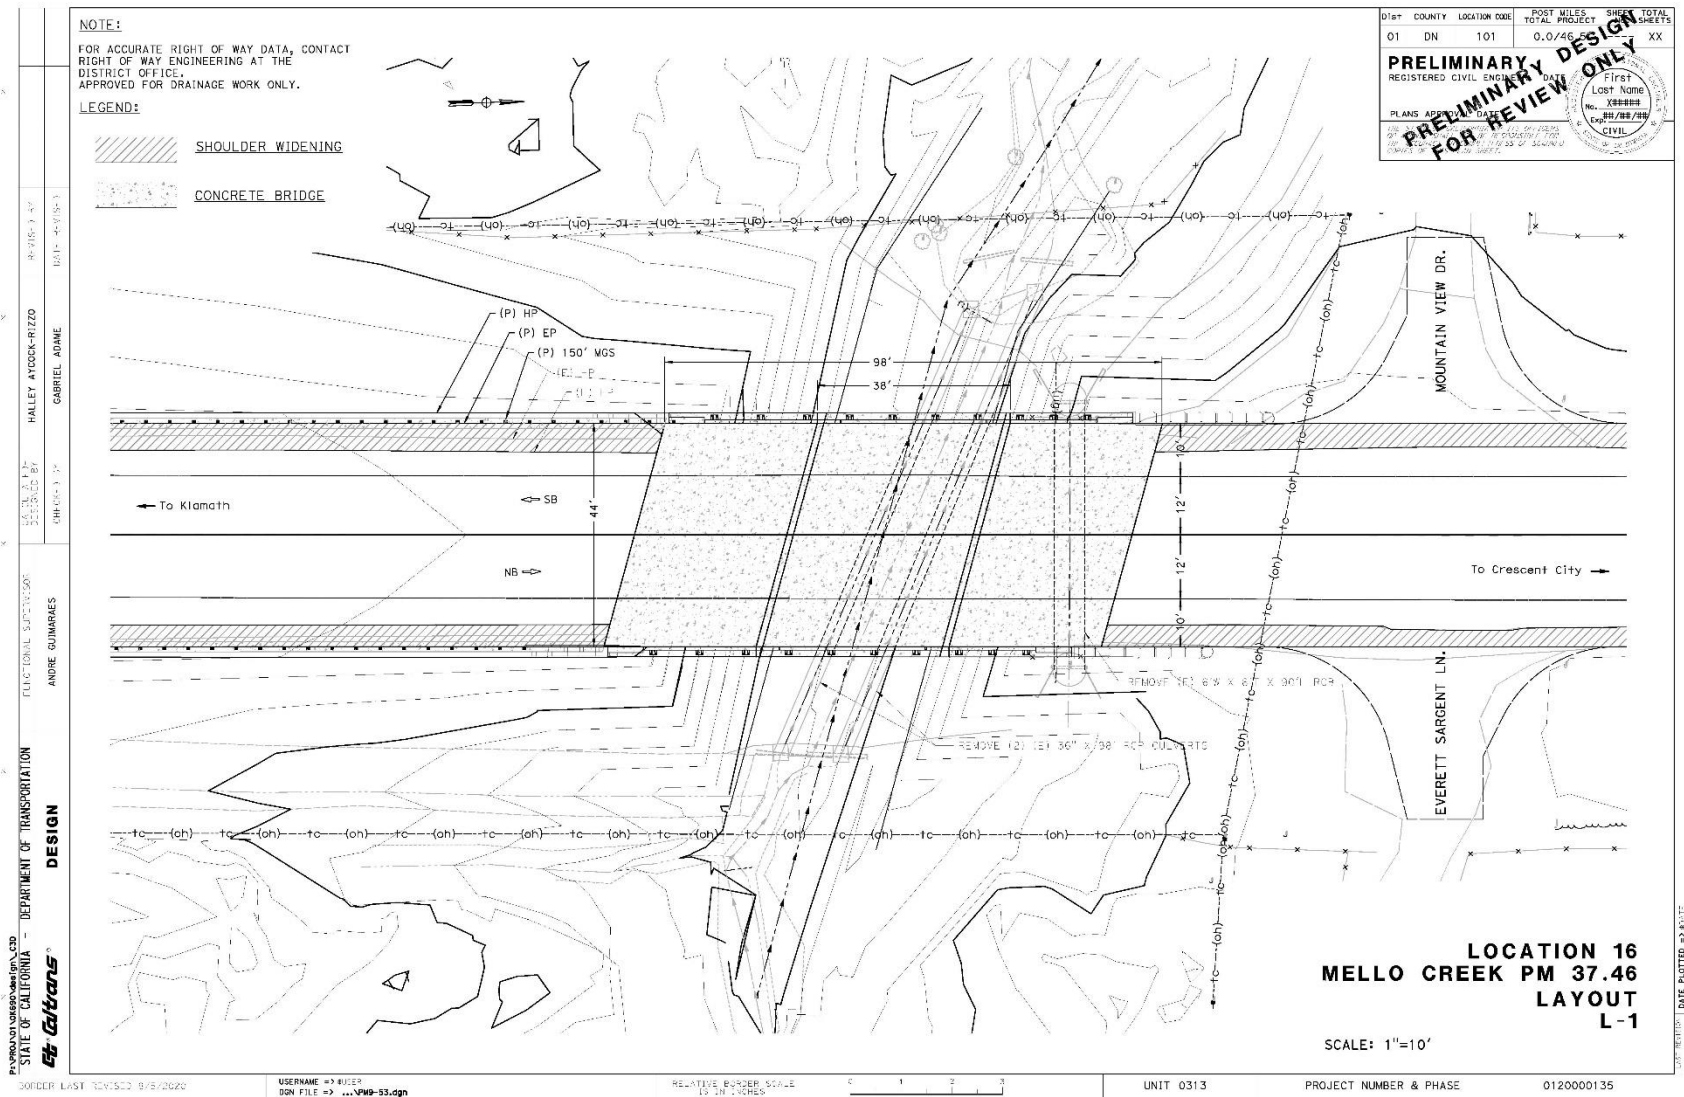 NOTE:
FOR ACCURATE RIGHT OF WAY DATA, CONTACT
RIGHT OF WAY ENGINEERING AT THE
DISTRICT OFFICE.
APPROVED FOR DRAINAGE WORK ONLY.
LEGEND:
SHOULDER WIDENING
CONCRETE BRIDGE
Dist COUNTY LOCATION CODE POST MILES TOTAL PROJECT SHEET TOTAL SHEETS
01 DN 101 XX
PRELIMINARY
REGISTERED CIVIL
PLANS
PRELIMINARY DESIGN
FOR REVIEW ONLY
First
Last Name
No. X#####
Exp. ##/##/##
CIVIL
(P) HP
(P) EP
(P) 150' MGS
98'
38'
MOUNTAIN VIEW DR.
10'
12'
12'
10'
44'
To Klamath
SB
NB
To Crescent City
REMOVE (2) (E) 36" X 98' RCP CULVERTS
EVERETT SARGENT LN.
LOCATION 16
MELLO CREEK PM 37.46
LAYOUT
L-1
SCALE: 1"=10'
HALLEY AYCOCK-RIZZO
GABRIEL ADAME
DESIGNED BY
FUNCTIONAL SUPERVISOR
ANDRE GUIMARAES
STATE OF CALIFORNIA - DEPARTMENT OF TRANSPORTATION
DESIGN
Caltrans
BORDER LAST REVISED
USERNAME => #USER
DGN FILE => ...\PM9-53.dgn
RELATIVE BORDER SCALE
IS IN INCHES
1 2 3
UNIT 0313
PROJECT NUMBER & PHASE
0120000135